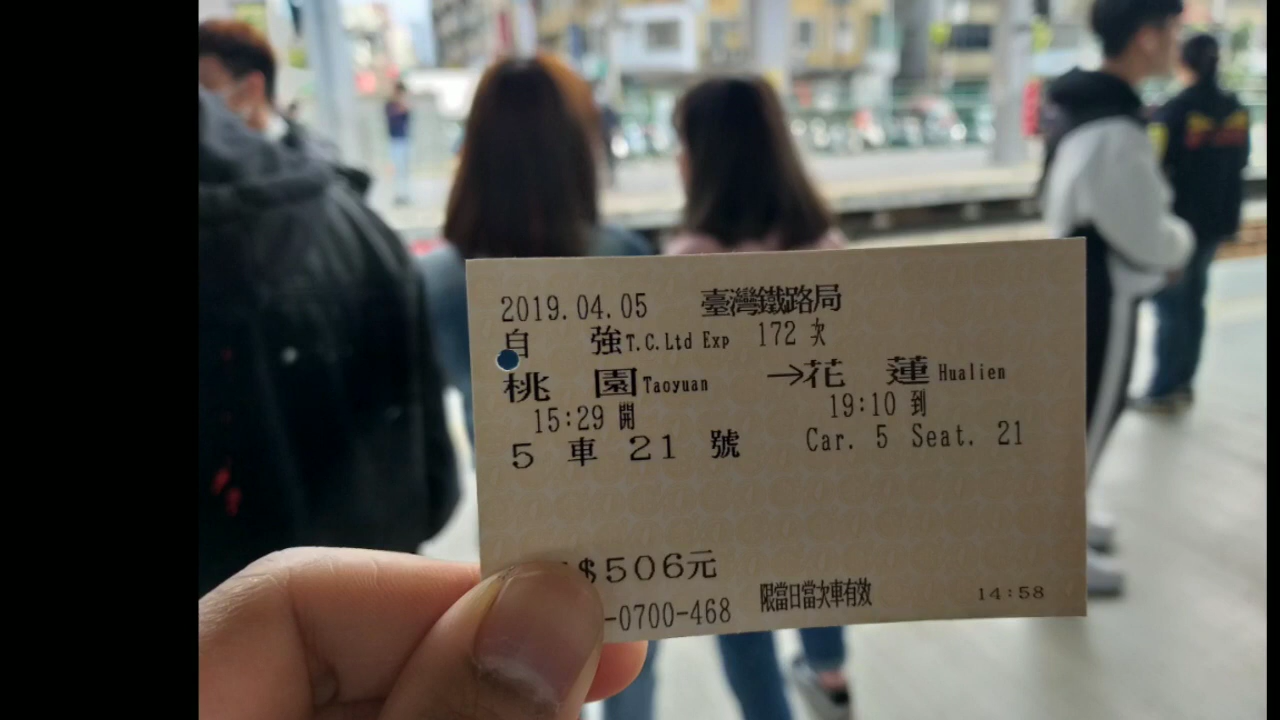 2019.04.05 臺灣鐵路局
自 強 T.C.Ltd Exp 172 次
桃 園 Taoyuan →花 蓮 Hualien
15:29 開 19:10 到
5 車 21 號 Car. 5 Seat. 21
$506元
-0700-468 限當日當次車有效 14:58